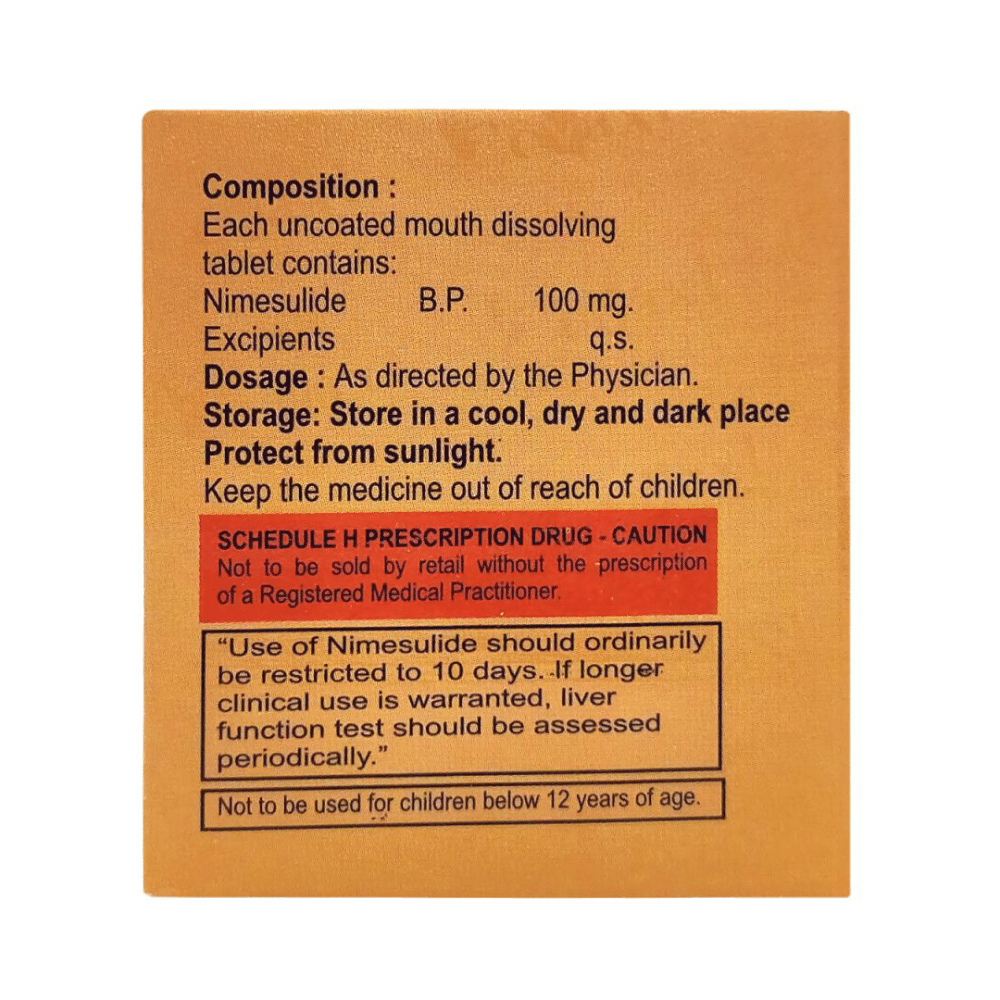 Composition :
Each uncoated mouth dissolving
tablet contains:
Nimesulide B.P. 100 mg.
Excipients q.s.
Dosage : As directed by the Physician.
Storage: Store in a cool, dry and dark place
Protect from sunlight.
Keep the medicine out of reach of children.
SCHEDULE H PRESCRIPTION DRUG - CAUTION
Not to be sold by retail without the prescription
of a Registered Medical Practitioner.
“Use of Nimesulide should ordinarily
be restricted to 10 days. If longer
clinical use is warranted, liver
function test should be assessed
periodically.”
Not to be used for children below 12 years of age.